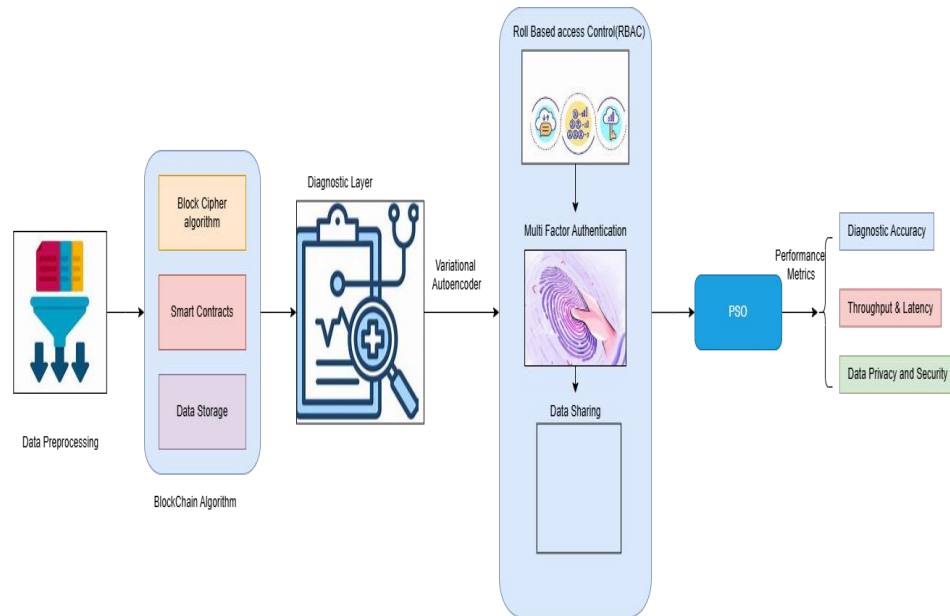 Data Preprocessing
Block Cipher
algorithm
Smart Contracts
Data Storage
BlockChain Algorithm
Diagnostic Layer
Variational
Autoencoder
Roll Based access Control(RBAC)
Multi Factor Authentication
Data Sharing
PSO
Performance
Metrics
Diagnostic Accuracy
Throughput & Latency
Data Privacy and Security